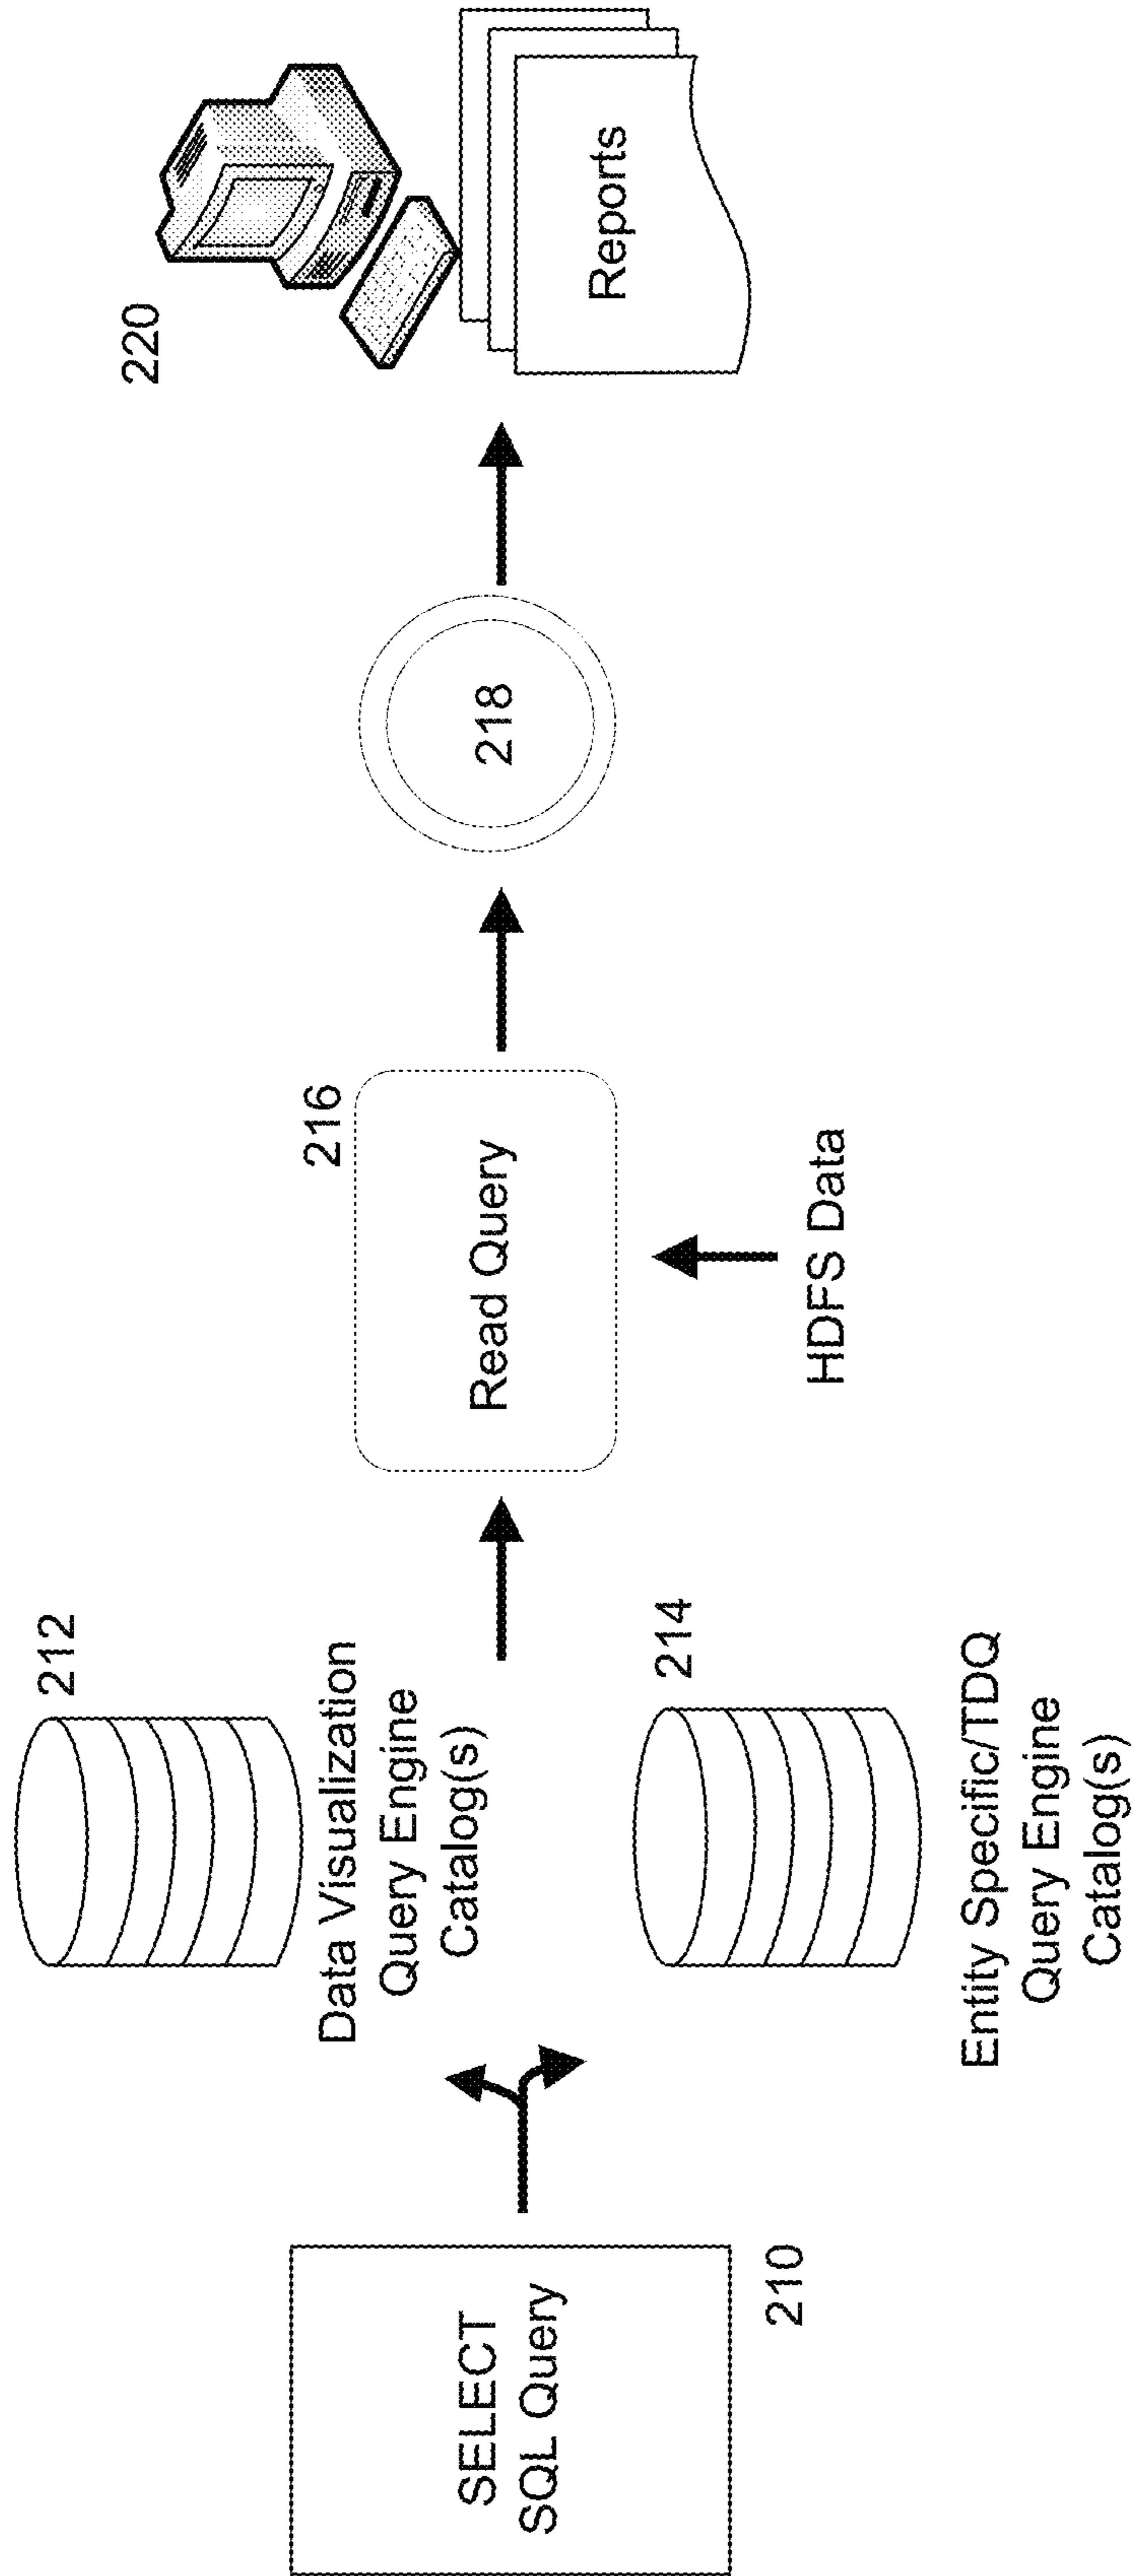 SELECT
SQL Query
210
212
Data Visualization
Query Engine
Catalog(s)
214
Entity Specific/TDQ
Query Engine
Catalog(s)
216
Read Query
HDFS Data
218
220
Reports